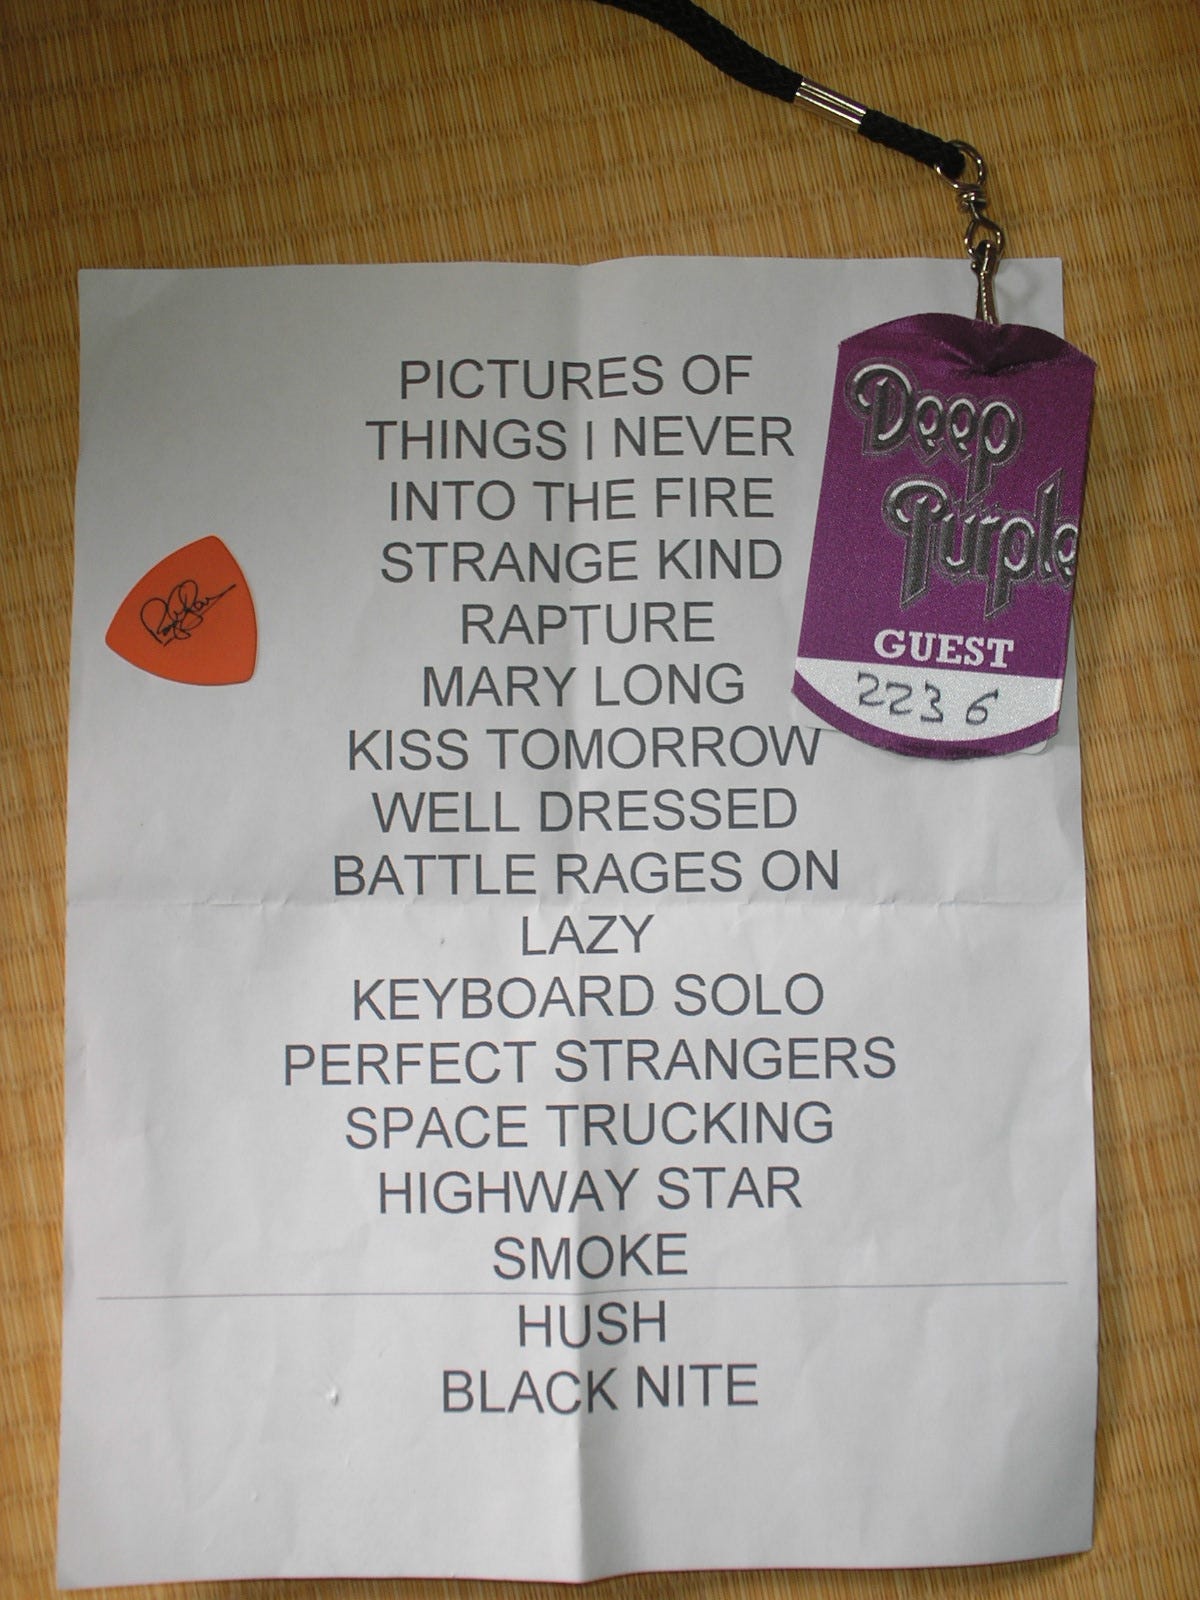 PICTURES OF
THINGS I NEVER
INTO THE FIRE
STRANGE KIND
RAPTURE
MARY LONG
KISS TOMORROW
WELL DRESSED
BATTLE RAGES ON
LAZY
KEYBOARD SOLO
PERFECT STRANGERS
SPACE TRUCKING
HIGHWAY STAR
SMOKE
HUSH
BLACK NITE
Deep
Purple
GUEST
2236